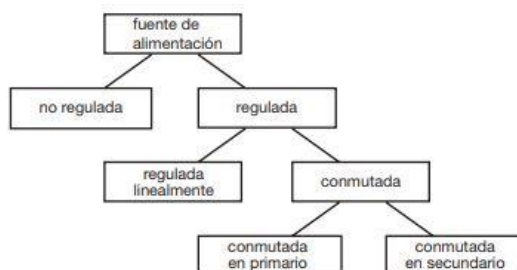 fuente de
alimentación
no regulada
regulada
regulada
linealmente
conmutada
conmutada
en primario
conmutada
en secundario